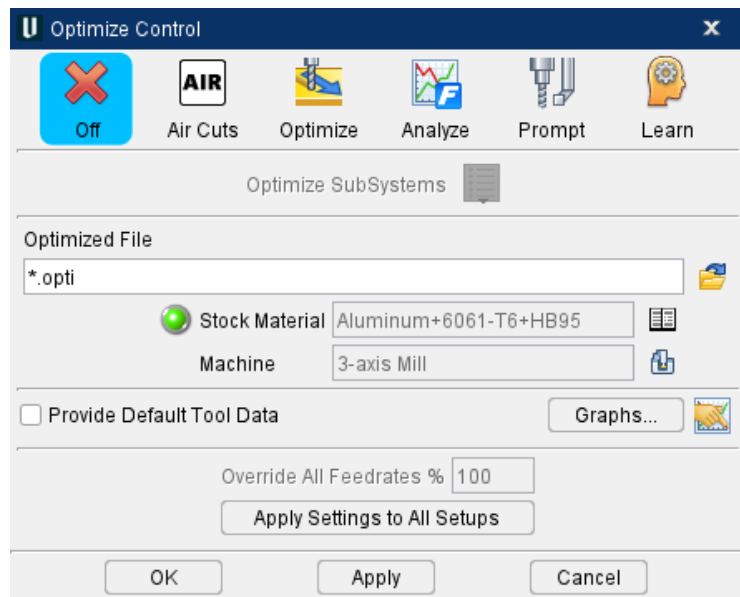 Optimize Control
AIR
F
Off Air Cuts Optimize Analyze Prompt Learn
Optimize SubSystems
Optimized File
*.opti
Stock Material Aluminum+6061-T6+HB95
Machine 3-axis Mill
Provide Default Tool Data Graphs...
Override All Feedrates % 100
Apply Settings to All Setups
OK Apply Cancel